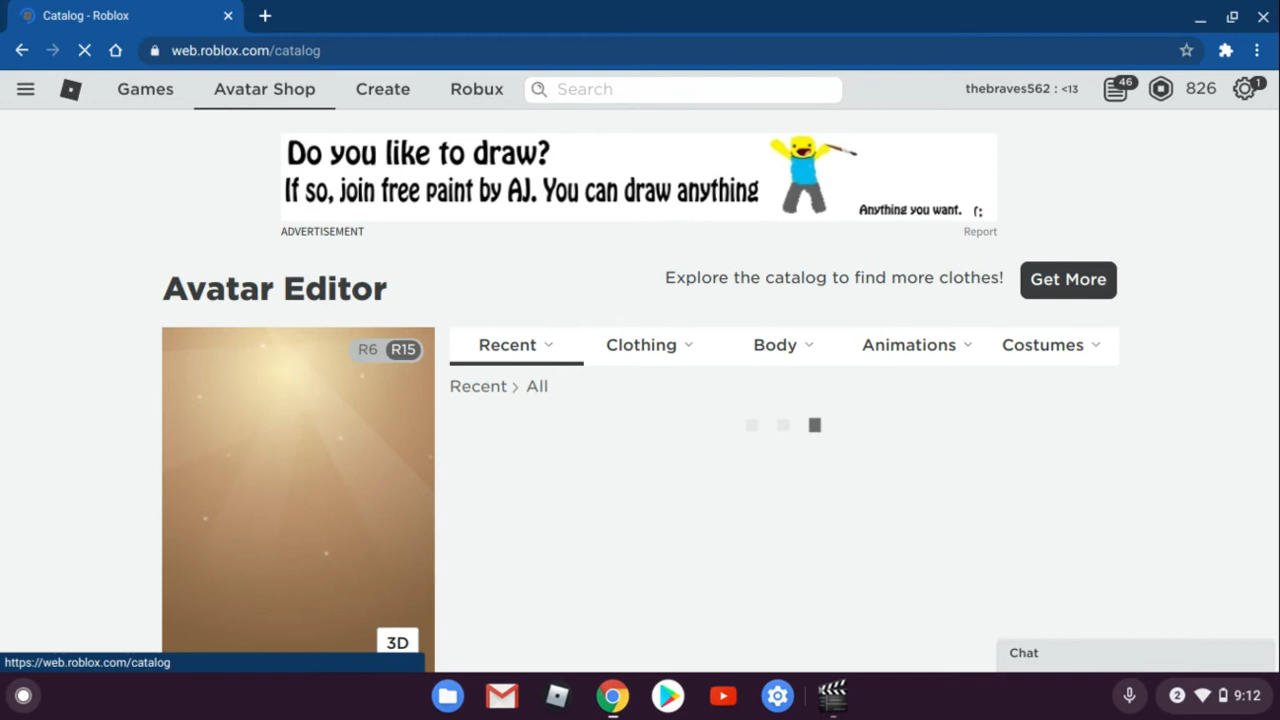 Catalog - Roblox
web.roblox.com/catalog
Games
Avatar Shop
Create
Robux
Search
thebraves562 : <13
46
826
1
Do you like to draw?
If so, join free paint by AJ. You can draw anything
Anything you want. (;
ADVERTISEMENT
Report
Avatar Editor
Explore the catalog to find more clothes!
Get More
R6 R15
Recent
Clothing
Body
Animations
Costumes
Recent > All
3D
Chat
https://web.roblox.com/catalog
2
9:12